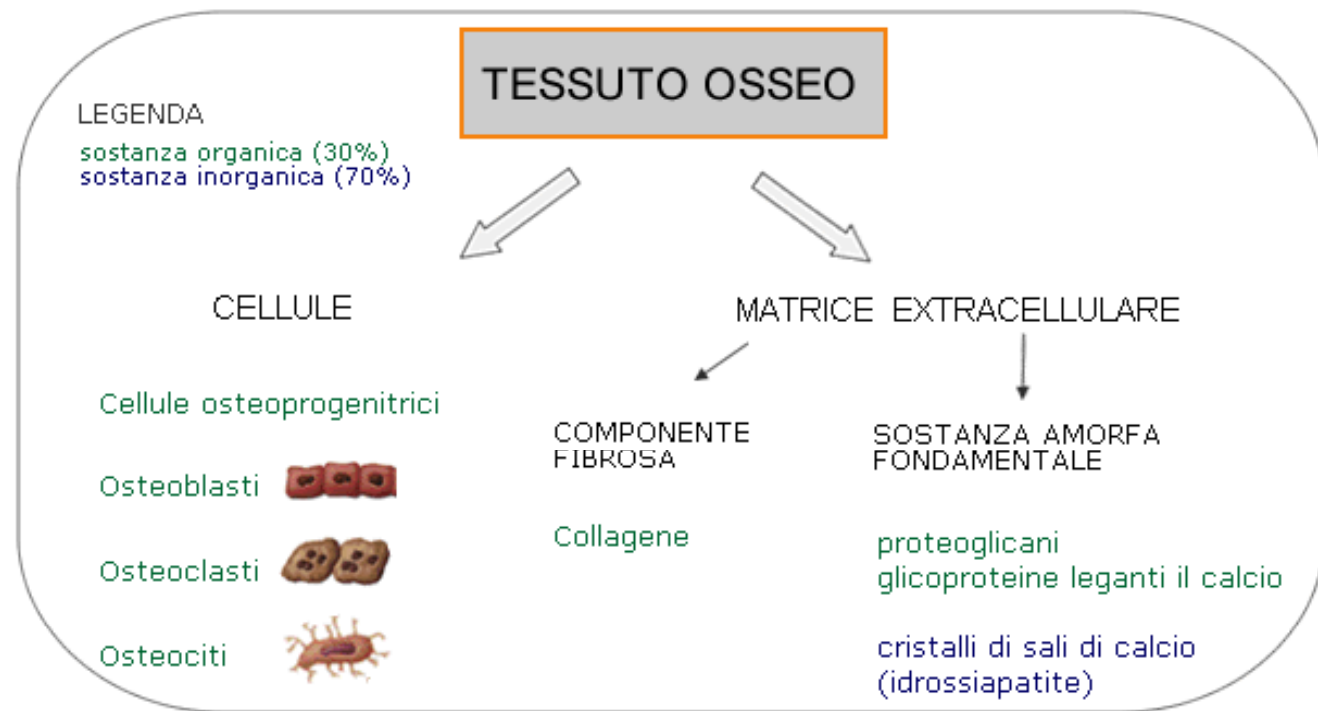 TESSUTO OSSEO
LEGENDA
sostanza organica (30%)
sostanza inorganica (70%)
CELLULE
Cellule osteoprogenitrici
Osteoblasti
Osteoclasti
Osteociti
MATRICE EXTRACELLULARE
COMPONENTE
FIBROSA
Collagene
SOSTANZA AMORFA
FONDAMENTALE
proteoglicani
glicoproteine leganti il calcio
cristalli di sali di calcio
(idrossiapatite)